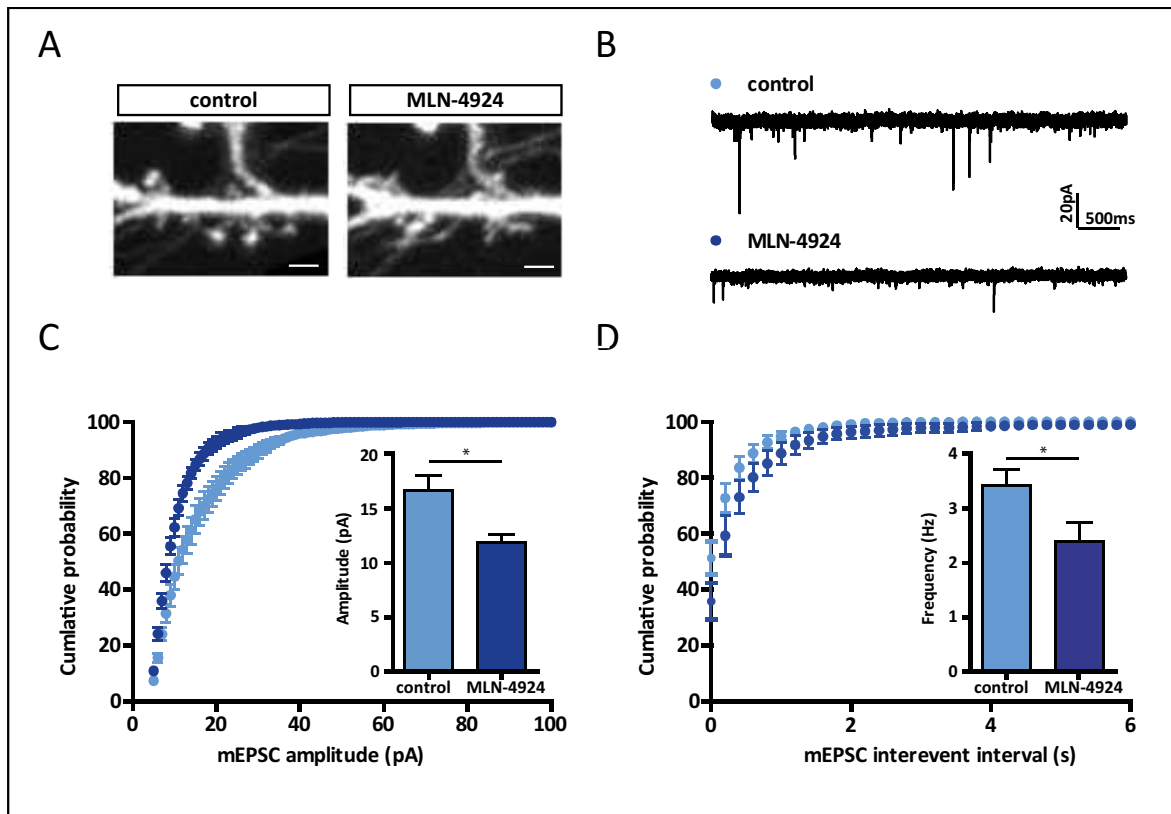 A
control
MLN-4924
B
control
20pA
500ms
MLN-4924
C
100
80
60
40
20
0
Cumlative probability
0
20
40
60
80
100
mEPSC amplitude (pA)
20
15
10
5
0
Amplitude (pA)
*
control
MLN-4924
D
100
80
60
40
20
0
Cumlative probability
0
2
4
6
mEPSC interevent interval (s)
4
3
2
1
0
Frequency (Hz)
*
control
MLN-4924